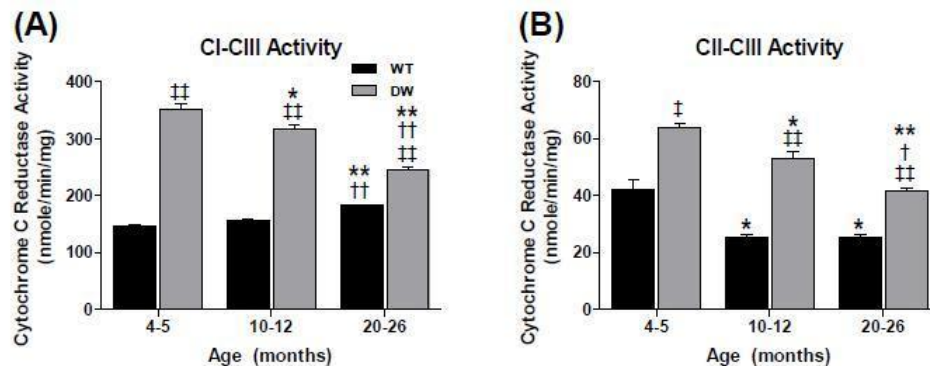 (A)
CI-CIII Activity
Cytochrome C Reductase Activity
(nmole/min/mg)
400
300
200
100
0
WT
DW
‡‡
*
‡‡
**
††
**
††
‡‡
4-5
10-12
20-26
Age (months)
(B)
CII-CIII Activity
Cytochrome C Reductase Activity
(nmole/min/mg)
80
60
40
20
0
‡
*
*
‡‡
*
**
†
‡‡
4-5
10-12
20-26
Age (months)